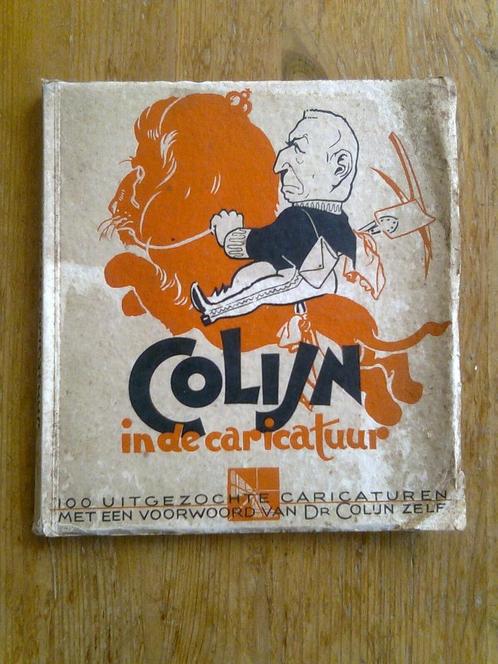 COLIJN
in de caricatuur
100 UITGEZOCHTE CARICATUREN
MET EEN VOORWOORD VAN DR COLIJN ZELF